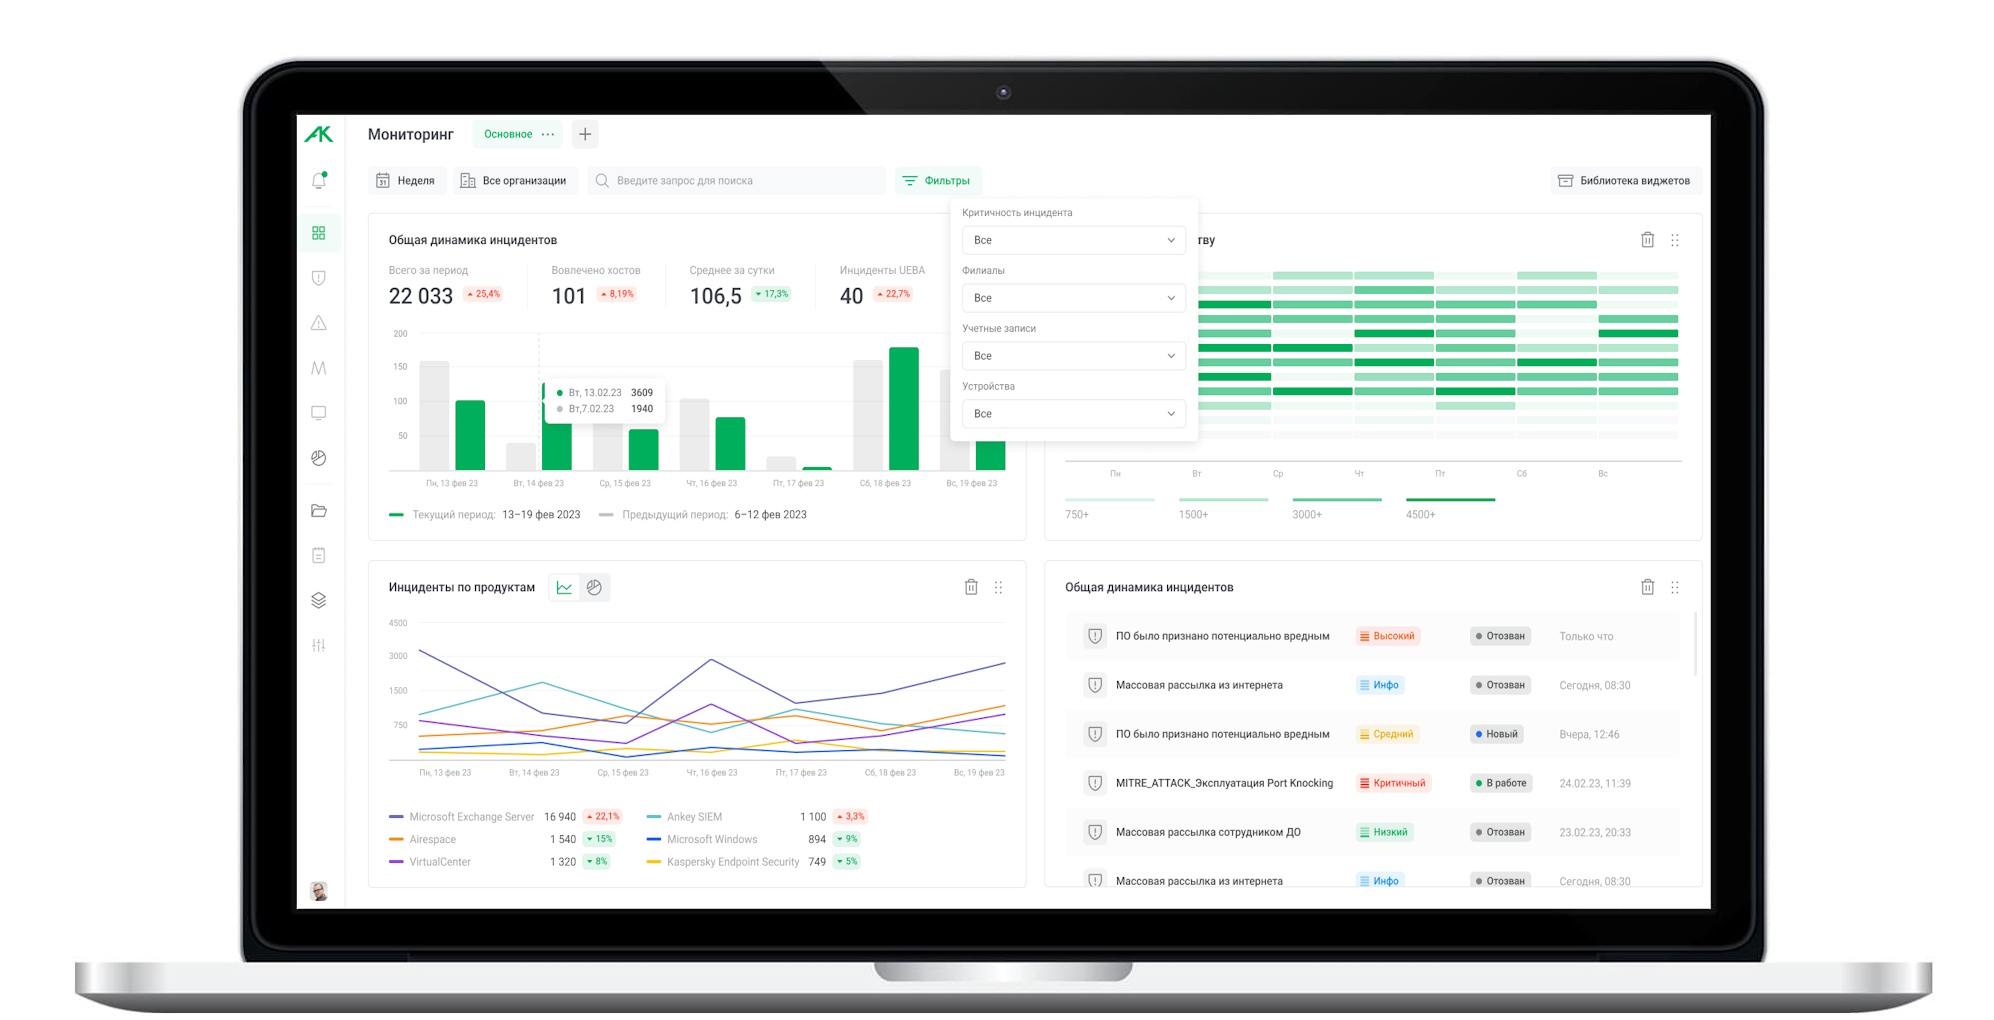 АК
Мониторинг
Основное ···
Неделя
Все организации
Введите запрос для поиска
Фильтры
Библиотека виджетов
Общая динамика инцидентов
Всего за период
22 033
25,4%
Вовлечено хостов
101
8,19%
Среднее за сутки
106,5
17,3%
Инциденты UEBA
40
22,7%
200
150
100
50
Вт, 13.02.23 3609
Вт,7.02.23 1940
Пн, 13 фев 23
Вт, 14 фев 23
Ср, 15 фев 23
Чт, 16 фев 23
Пт, 17 фев 23
Сб, 18 фев 23
Вс, 19 фев 23
Текущий период: 13–19 фев 2023
Предыдущий период: 6–12 фев 2023
Критичность инцидента
Все
Филиалы
Все
Учетные записи
Все
Устройства
Все
тву
Пн
Вт
Ср
Чт
Пт
Сб
Вс
750+
1500+
3000+
4500+
Инциденты по продуктам
4500
3000
1500
750
Пн, 13 фев 23
Вт, 14 фев 23
Ср, 15 фев 23
Чт, 16 фев 23
Пт, 17 фев 23
Сб, 18 фев 23
Вс, 19 фев 23
Microsoft Exchange Server 16 940 22,1%
Airespace 1 540 15%
VirtualCenter 1 320 8%
Ankey SIEM 1 100 3,3%
Microsoft Windows 894 9%
Kaspersky Endpoint Security 749 5%
Общая динамика инцидентов
ПО было признано потенциально вредным Высокий Отозван Только что
Массовая рассылка из интернета Инфо Отозван Сегодня, 08:30
ПО было признано потенциально вредным Средний Новый Вчера, 12:46
MITRE_ATTACK_Эксплуатация Port Knocking Критичный В работе 24.02.23, 11:39
Массовая рассылка сотрудником ДО Низкий Отозван 23.02.23, 20:33
Массовая рассылка из интернета Инфо Отозван Сегодня, 08:30